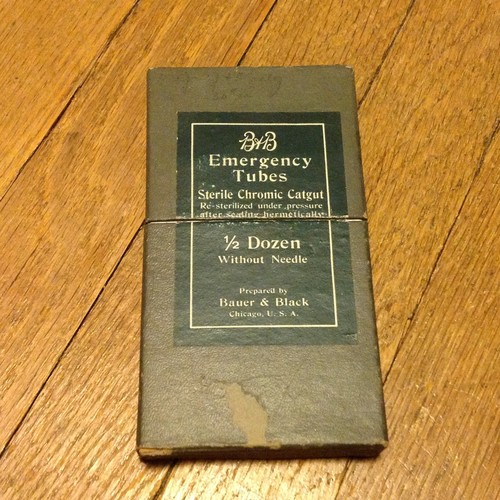 B&B
Emergency
Tubes
Sterile Chromic Catgut
Re-sterilized under pressure
after sealing hermetically
½ Dozen
Without Needle
Prepared by
Bauer & Black
Chicago, U. S. A.